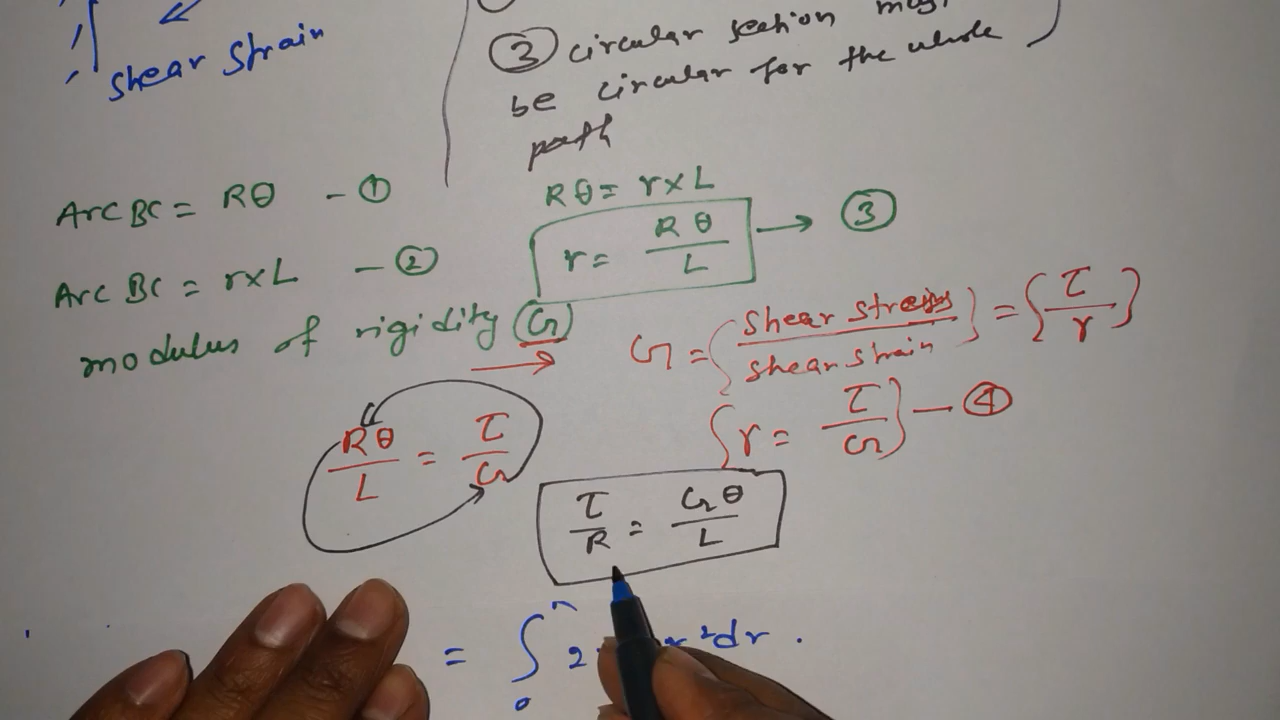 shear strain
③ circular section
be circular for the whole
path
Arc BC = Rθ - ①
Arc BC = r×L - ②
Rθ = r×L
r = Rθ/L → ③
modulus of rigidity (G)
G = {shear stress/shear strain} = {τ/r}
{r = τ/G} - ④
Rθ/L = τ/G
τ/R = Gθ/L
= ∫₀ʳ 2 r²dr .